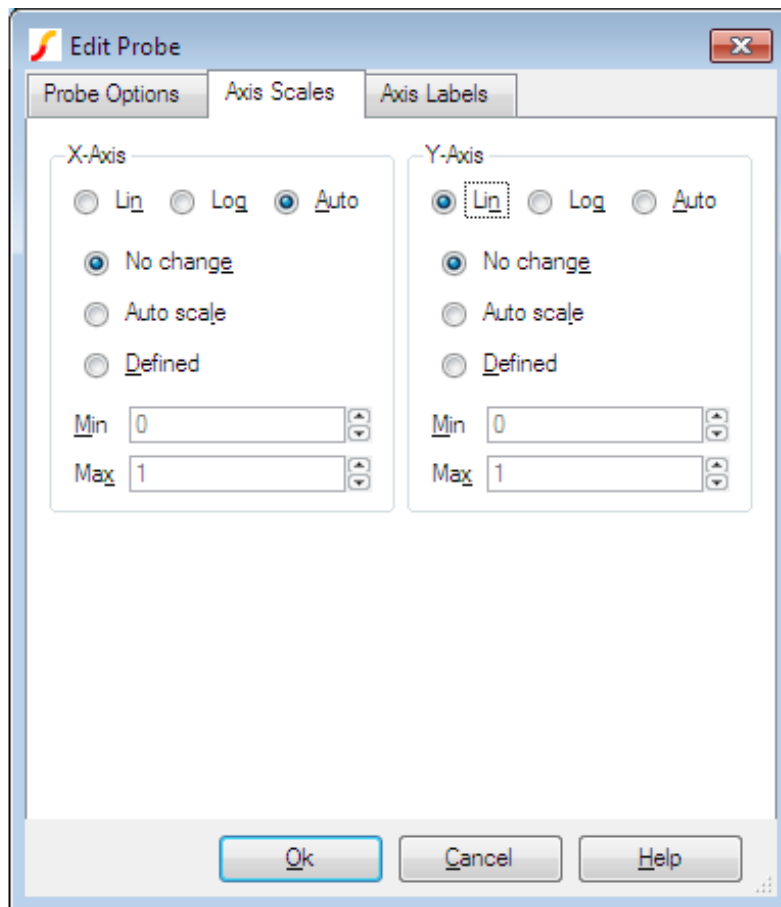 Edit Probe
Probe Options Axis Scales Axis Labels
X-Axis Y-Axis
Lin Log Auto Lin Log Auto
No change No change
Auto scale Auto scale
Defined Defined
Min 0 Min 0
Max 1 Max 1
Ok Cancel Help